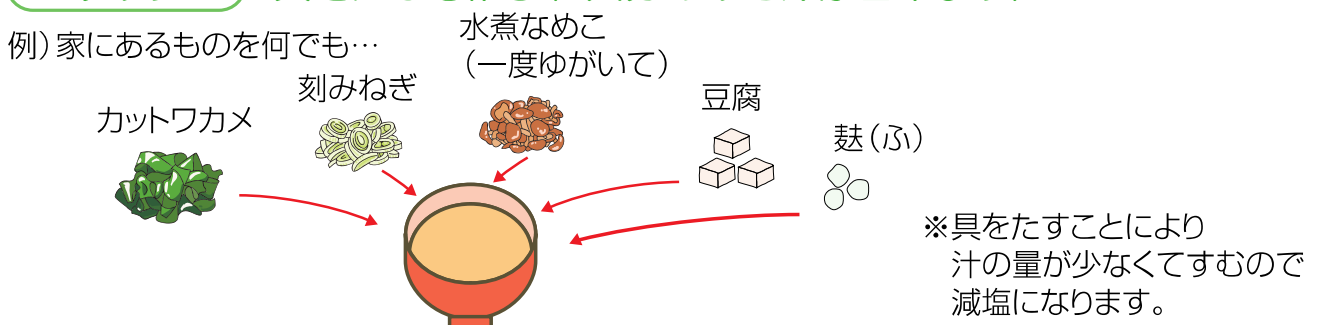 例）家にあるものを何でも…
水煮なめこ
（一度ゆがいて）
刻みねぎ
カットワカメ
豆腐
麩（ふ）
※具をたすことにより
汁の量が少なくてすむので
減塩になります。